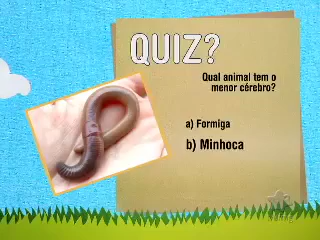 QUIZ?
Qual animal tem o
menor cérebro?
a) Formiga
b) Minhoca